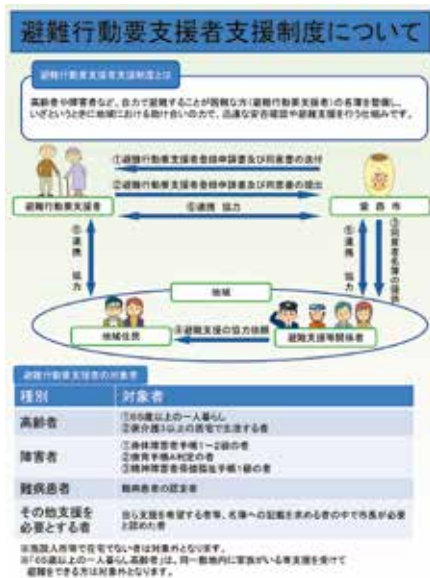 避難行動要支援者支援制度について
避難行動要支援者支援制度とは
高齢者や障害者など、自力で避難することが困難な方(避難行動要支援者)の名簿を整備し、
いざというときに地域における助け合いの力で、迅速な安否確認や避難支援を行う仕組みです。
①避難行動要支援者登録申請書及び同意書の送付
②避難行動要支援者登録申請書及び同意書の提出
避難行動要支援者
⑤連携 協力
愛西市
⑤連携 協力
⑤連携 協力
③同意者名簿の提供
地域
地域住民
④避難支援の協力依頼
避難支援等関係者
避難行動要支援者の対象者
種別 対象者
高齢者
①65歳以上の一人暮らし
②要介護3以上の居宅で生活する者
障害者
①身体障害者手帳1~2級の者
②療育手帳A判定の者
③精神障害者保健福祉手帳1級の者
難病患者 難病患者の認定者
その他支援を
必要とする者
自ら支援を希望する者等、名簿への記載を求める者の中で市長が必要
と認めた者
※施設入所等で在宅でない者は対象外となります。
※「65歳以上の一人暮らし高齢者」は、同一敷地内に家族がいる等支援を受けて
避難をできる方は対象外となります。